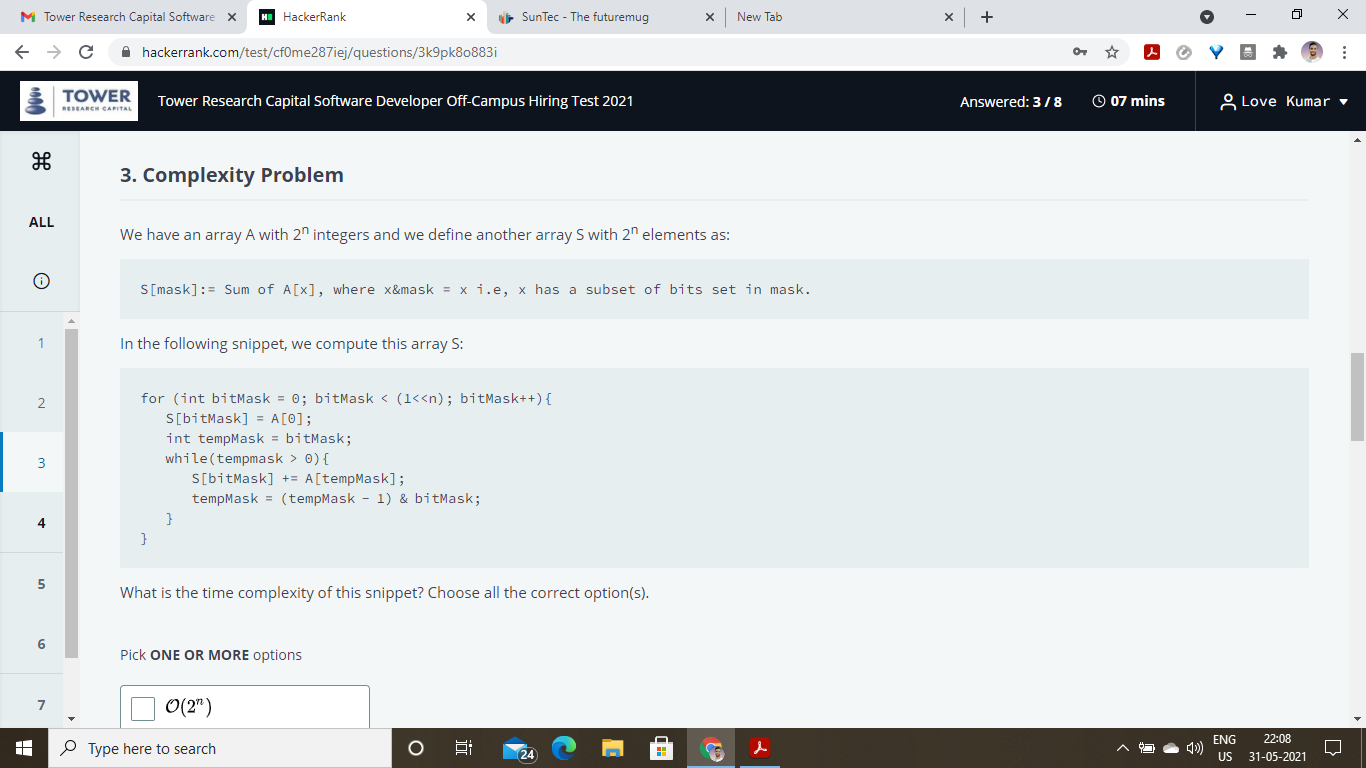 Tower Research Capital Software
HackerRank
SunTec - The futuremug
New Tab
hackerrank.com/test/cf0me287iej/questions/3k9pk8o883i
TOWER
RESEARCH CAPITAL
Tower Research Capital Software Developer Off-Campus Hiring Test 2021
Answered: 3 / 8
07 mins
Love Kumar
ALL
1
2
3
4
5
6
7
3. Complexity Problem
We have an array A with 2ⁿ integers and we define another array S with 2ⁿ elements as:
S[mask]:= Sum of A[x], where x&mask = x i.e, x has a subset of bits set in mask.
In the following snippet, we compute this array S:
for (int bitMask = 0; bitMask < (1<<n); bitMask++){
S[bitMask] = A[0];
int tempMask = bitMask;
while(tempmask > 0){
S[bitMask] += A[tempMask];
tempMask = (tempMask - 1) & bitMask;
}
}
What is the time complexity of this snippet? Choose all the correct option(s).
Pick ONE OR MORE options
O(2ⁿ)
Type here to search
24
ENG
US
22:08
31-05-2021